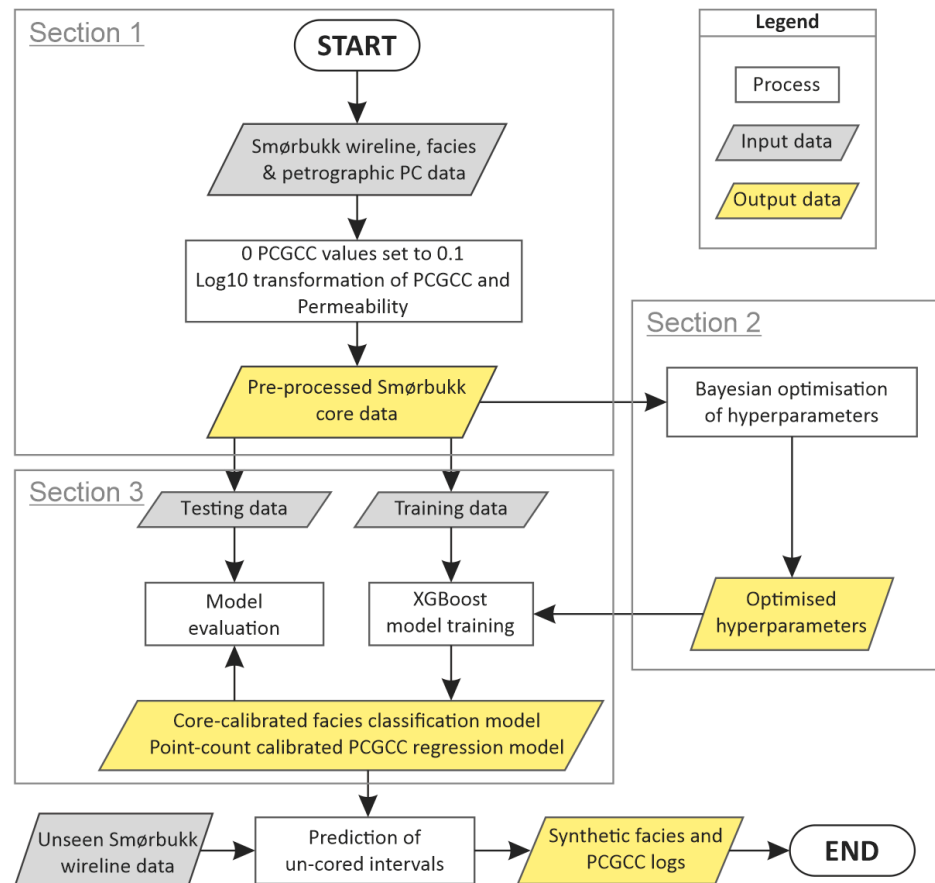 Section 1
START
Smørbukk wireline, facies
& petrographic PC data
0 PCGCC values set to 0.1
Log10 transformation of PCGCC and
Permeability
Pre-processed Smørbukk
core data
Legend
Process
Input data
Output data
Section 2
Bayesian optimisation
of hyperparameters
Optimised
hyperparameters
Section 3
Testing data
Training data
Model
evaluation
XGBoost
model training
Core-calibrated facies classification model
Point-count calibrated PCGCC regression model
Unseen Smørbukk
wireline data
Prediction of
un-cored intervals
Synthetic facies and
PCGCC logs
END